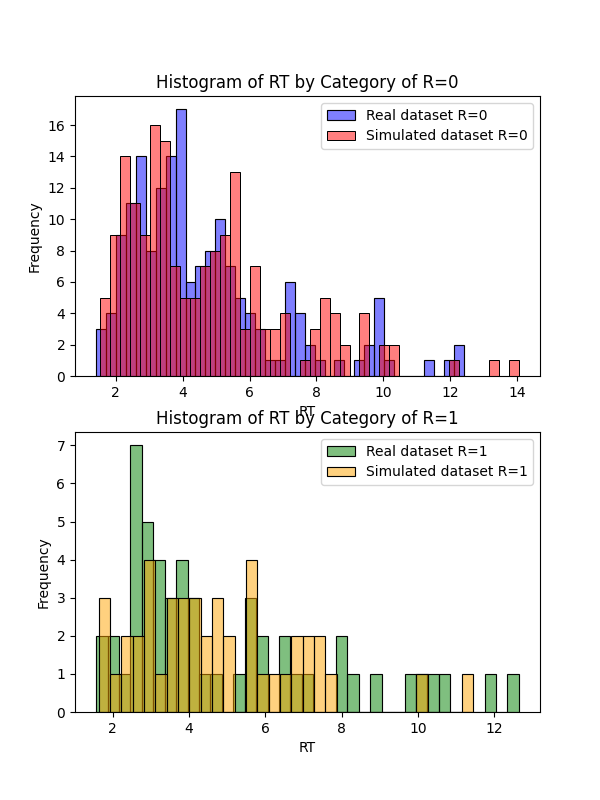 Histogram of RT by Category of R=0
Real dataset R=0
Simulated dataset R=0
Frequency
16
14
12
10
8
6
4
2
0
2 4 6 8 10 12 14
RT
Histogram of RT by Category of R=1
Real dataset R=1
Simulated dataset R=1
Frequency
7
6
5
4
3
2
1
0
2 4 6 8 10 12
RT